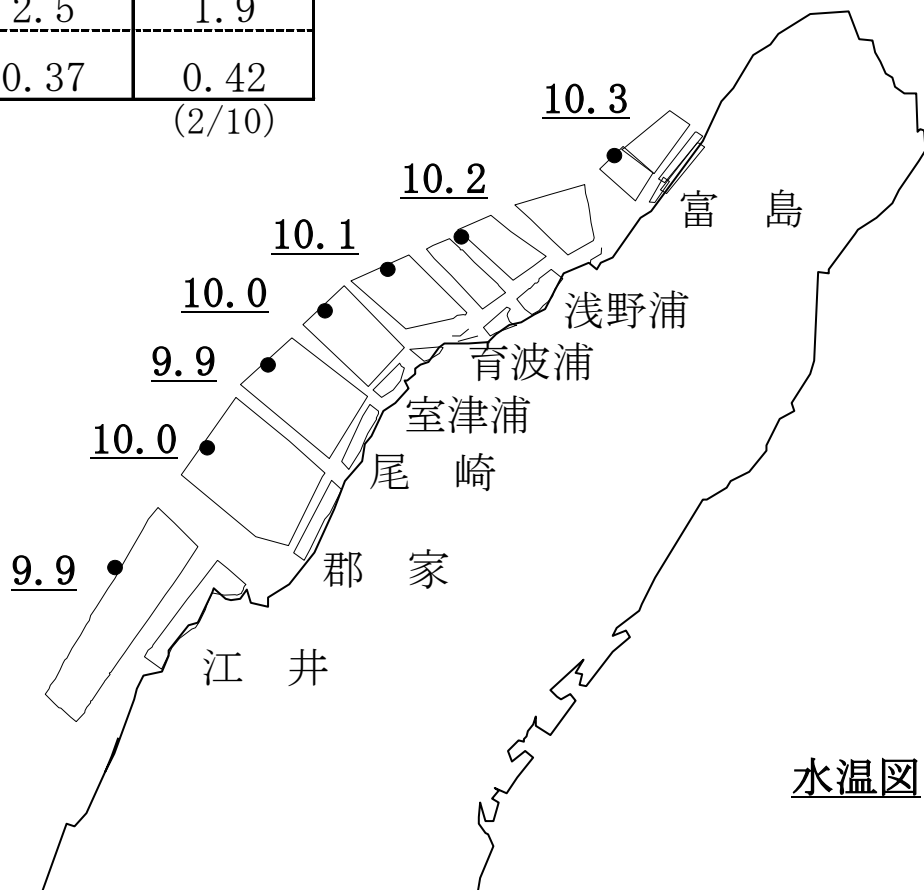 2.5 1.9
0.37 0.42
(2/10)
10.3
10.2
富 島
10.1
10.0
浅野浦
9.9
育波浦
室津浦
10.0
尾 崎
9.9
郡 家
江 井
水温図